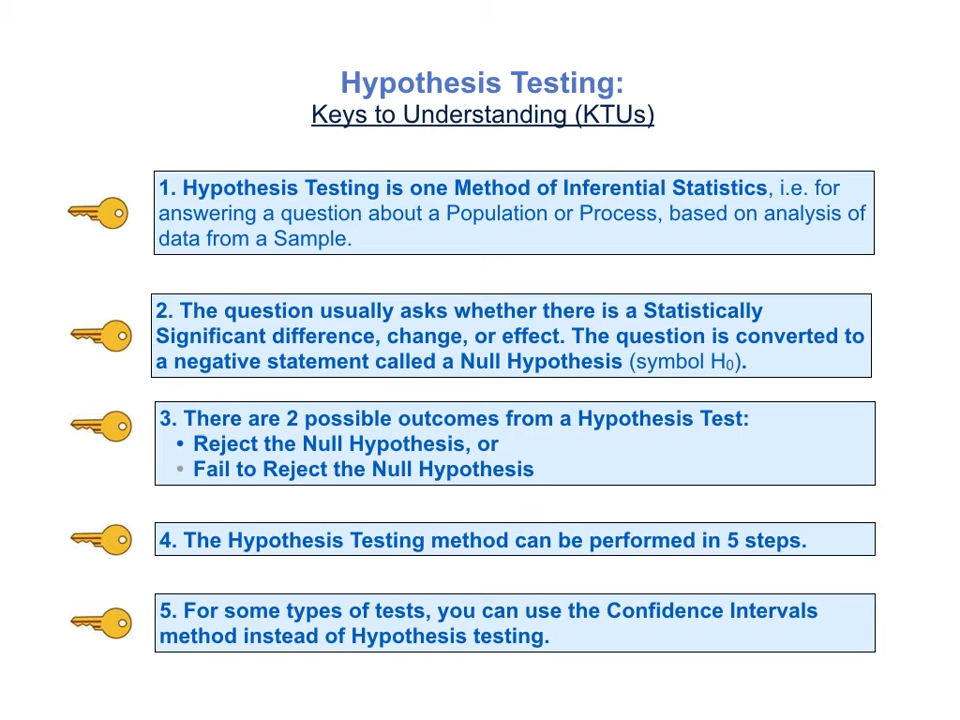 Hypothesis Testing:
Keys to Understanding (KTUs)
1. Hypothesis Testing is one Method of Inferential Statistics, i.e. for
answering a question about a Population or Process, based on analysis of
data from a Sample.
2. The question usually asks whether there is a Statistically
Significant difference, change, or effect. The question is converted to
a negative statement called a Null Hypothesis (symbol H₀).
3. There are 2 possible outcomes from a Hypothesis Test:
• Reject the Null Hypothesis, or
• Fail to Reject the Null Hypothesis
4. The Hypothesis Testing method can be performed in 5 steps.
5. For some types of tests, you can use the Confidence Intervals
method instead of Hypothesis testing.